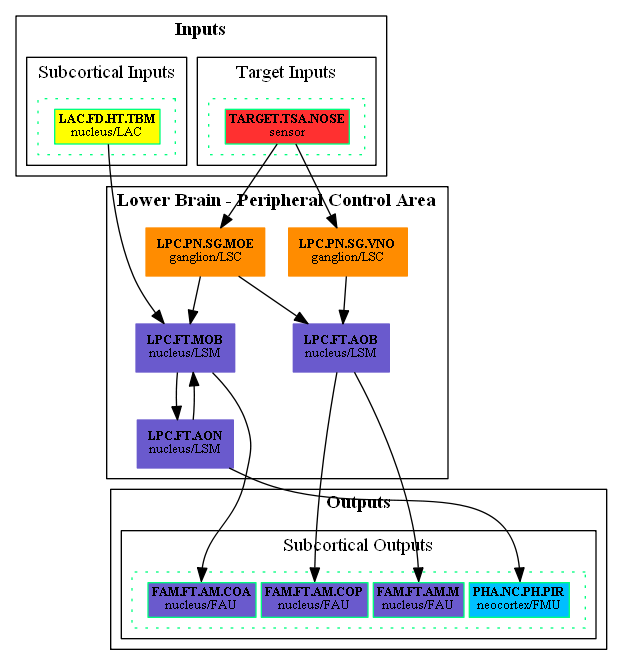 Inputs
Subcortical Inputs
Target Inputs
LAC.FD.HT.TBM
nucleus/LAC
TARGET.TSA.NOSE
sensor
Lower Brain - Peripheral Control Area
LPC.PN.SG.MOE
ganglion/LSC
LPC.PN.SG.VNO
ganglion/LSC
LPC.FT.MOB
nucleus/LSM
LPC.FT.AOB
nucleus/LSM
LPC.FT.AON
nucleus/LSM
Outputs
Subcortical Outputs
FAM.FT.AM.COA
nucleus/FAU
FAM.FT.AM.COP
nucleus/FAU
FAM.FT.AM.M
nucleus/FAU
PHA.NC.PH.PIR
neocortex/FMU